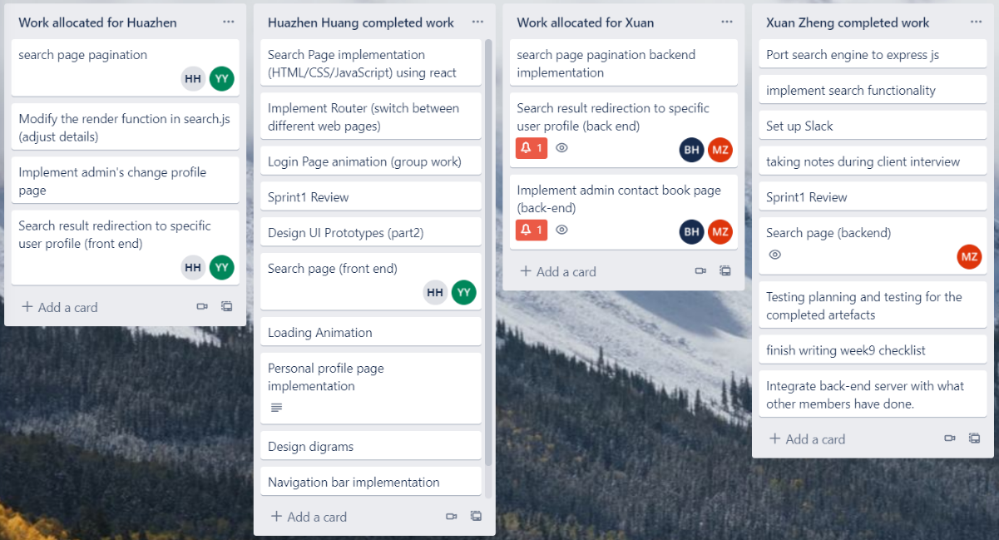 Work allocated for Huazhen
search page pagination
HH YY
Modify the render function in search.js
(adjust details)
Implement admin's change profile
page
Search result redirection to specific
user profile (front end)
HH YY
+ Add a card
Huazhen Huang completed work
Search Page implementation
(HTML/CSS/JavaScript) using react
Implement Router (switch between
different web pages)
Login Page animation (group work)
Sprint1 Review
Design UI Prototypes (part2)
Search page (front end)
HH YY
Loading Animation
Personal profile page
implementation
Design digrams
Navigation bar implementation
+ Add a card
Work allocated for Xuan
search page pagination backend
implementation
Search result redirection to specific
user profile (back end)
1 BH MZ
Implement admin contact book page
(back-end)
1 BH MZ
+ Add a card
Xuan Zheng completed work
Port search engine to express js
implement search functionality
Set up Slack
taking notes during client interview
Sprint1 Review
Search page (backend)
MZ
Testing planning and testing for the
completed artefacts
finish writing week9 checklist
Integrate back-end server with what
other members have done.
+ Add a card